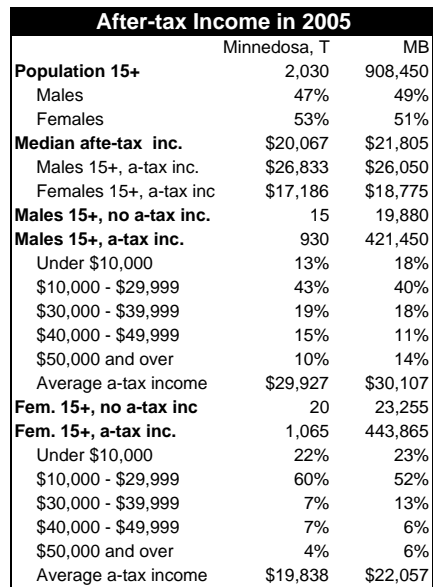 After-tax Income in 2005
Minnedosa, T MB
Population 15+ 2,030 908,450
Males 47% 49%
Females 53% 51%
Median afte-tax inc. $20,067 $21,805
Males 15+, a-tax inc. $26,833 $26,050
Females 15+, a-tax inc $17,186 $18,775
Males 15+, no a-tax inc. 15 19,880
Males 15+, a-tax inc. 930 421,450
Under $10,000 13% 18%
$10,000 - $29,999 43% 40%
$30,000 - $39,999 19% 18%
$40,000 - $49,999 15% 11%
$50,000 and over 10% 14%
Average a-tax income $29,927 $30,107
Fem. 15+, no a-tax inc 20 23,255
Fem. 15+, a-tax inc. 1,065 443,865
Under $10,000 22% 23%
$10,000 - $29,999 60% 52%
$30,000 - $39,999 7% 13%
$40,000 - $49,999 7% 6%
$50,000 and over 4% 6%
Average a-tax income $19,838 $22,057